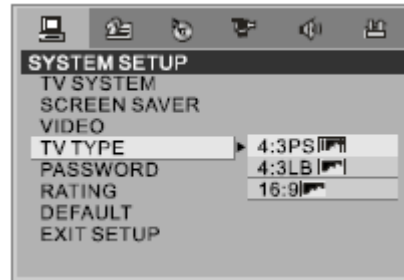 SYSTEM SETUP
TV SYSTEM
SCREEN SAVER
VIDEO
TV TYPE
4:3PS
PASSWORD
4:3LB
RATING
16:9
DEFAULT
EXIT SETUP